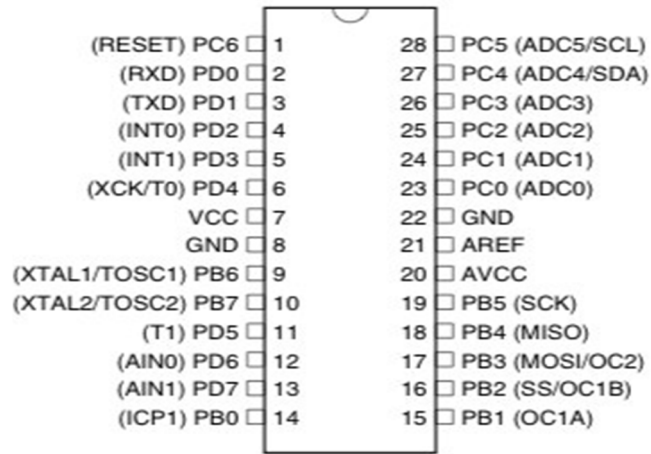 (RESET) PC6 1 28 PC5 (ADC5/SCL)
(RXD) PD0 2 27 PC4 (ADC4/SDA)
(TXD) PD1 3 26 PC3 (ADC3)
(INT0) PD2 4 25 PC2 (ADC2)
(INT1) PD3 5 24 PC1 (ADC1)
(XCK/T0) PD4 6 23 PC0 (ADC0)
VCC 7 22 GND
GND 8 21 AREF
(XTAL1/TOSC1) PB6 9 20 AVCC
(XTAL2/TOSC2) PB7 10 19 PB5 (SCK)
(T1) PD5 11 18 PB4 (MISO)
(AIN0) PD6 12 17 PB3 (MOSI/OC2)
(AIN1) PD7 13 16 PB2 (SS/OC1B)
(ICP1) PB0 14 15 PB1 (OC1A)